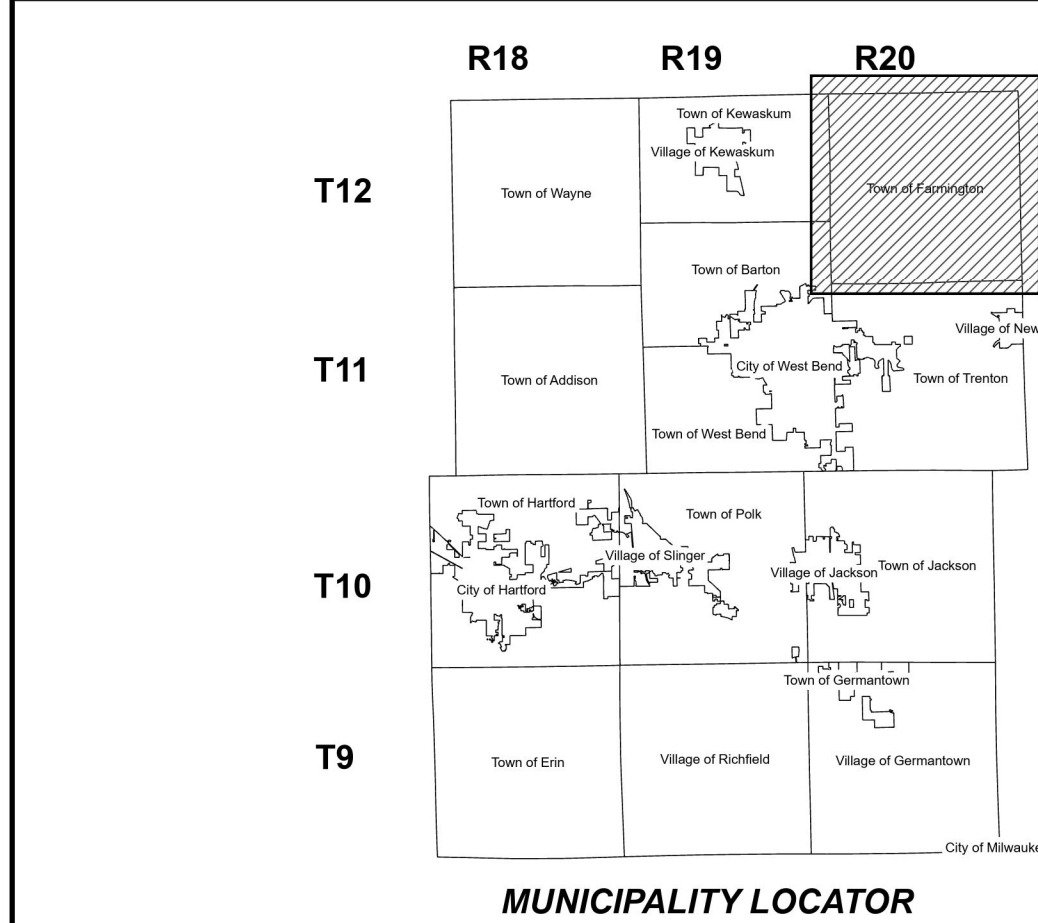 R18 R19 R20
Town of Kewaskum
Village of Kewaskum
T12
Town of Wayne
Town of Farmington
Town of Barton
Village of New
T11
City of West Bend
Town of Addison
Town of Trenton
Town of West Bend
Town of Hartford
Town of Polk
Village of Slinger
Village of Jackson
Town of Jackson
T10
City of Hartford
Town of Germantown
T9
Town of Erin
Village of Richfield
Village of Germantown
City of Milwauke
MUNICIPALITY LOCATOR